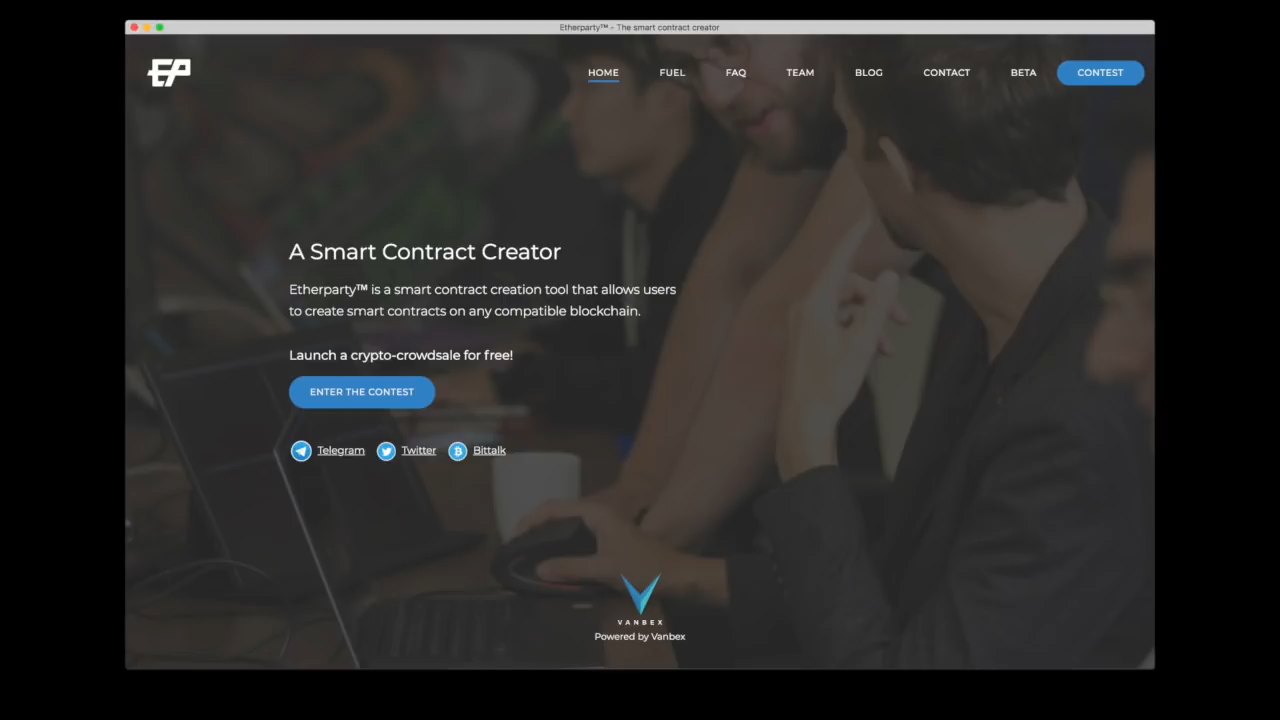 Etherparty™ - The smart contract creator
EP
HOME FUEL FAQ TEAM BLOG CONTACT BETA CONTEST
A Smart Contract Creator
Etherparty™ is a smart contract creation tool that allows users
to create smart contracts on any compatible blockchain.
Launch a crypto-crowdsale for free!
ENTER THE CONTEST
Telegram Twitter Bittalk
VANBEX
Powered by Vanbex